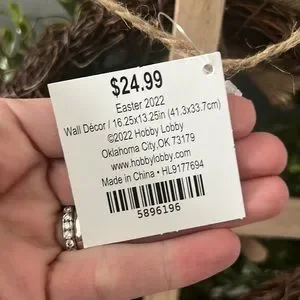 $24.99
Easter 2022
Wall Décor / 16.25x13.25in (41.3x33.7cm)
©2022 Hobby Lobby
Oklahoma City, OK 73179
www.hobbylobby.com
Made in China • HL9177694
5896196